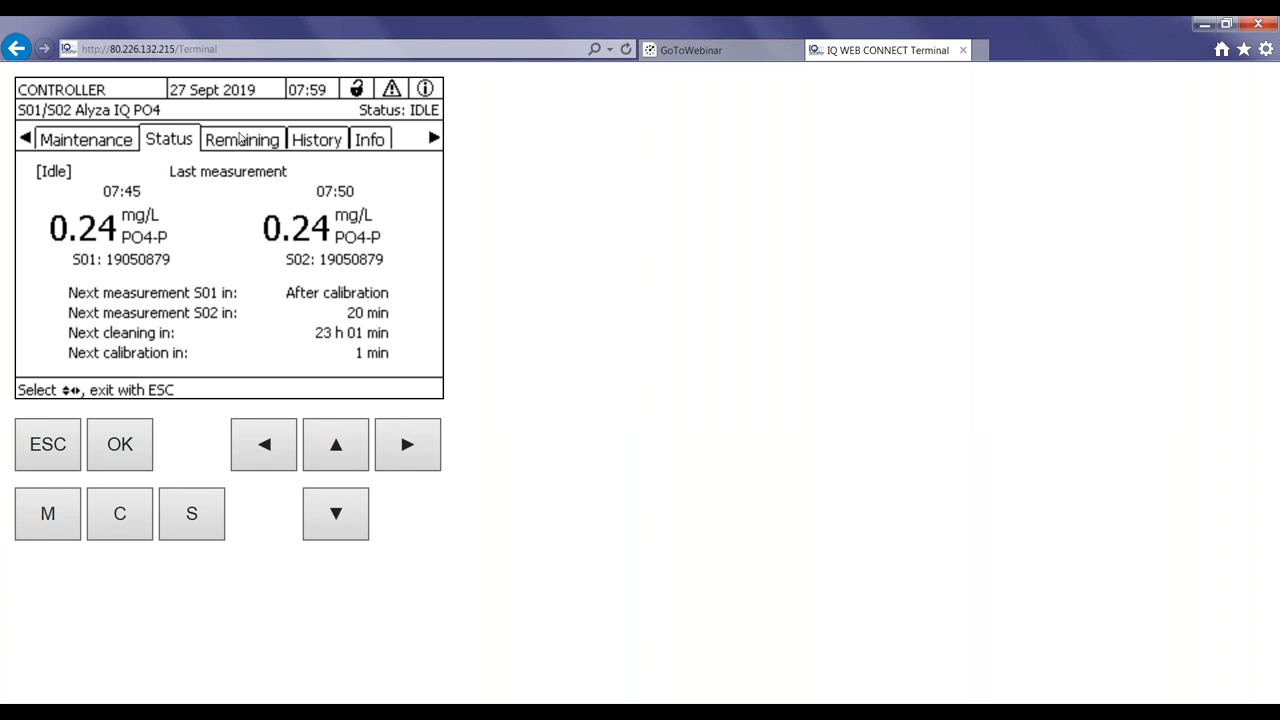 http://80.226.132.215/Terminal
GoToWebinar
IQ WEB CONNECT Terminal
CONTROLLER 27 Sept 2019 07:59
S01/S02 Alyza IQ PO4 Status: IDLE
Maintenance Status Remaining History Info
[Idle] Last measurement
07:45 07:50
0.24 mg/L PO4-P 0.24 mg/L PO4-P
S01: 19050879 S02: 19050879
Next measurement S01 in: After calibration
Next measurement S02 in: 20 min
Next cleaning in: 23 h 01 min
Next calibration in: 1 min
Select, exit with ESC
ESC OK ◄ ▲ ►
M C S ▼